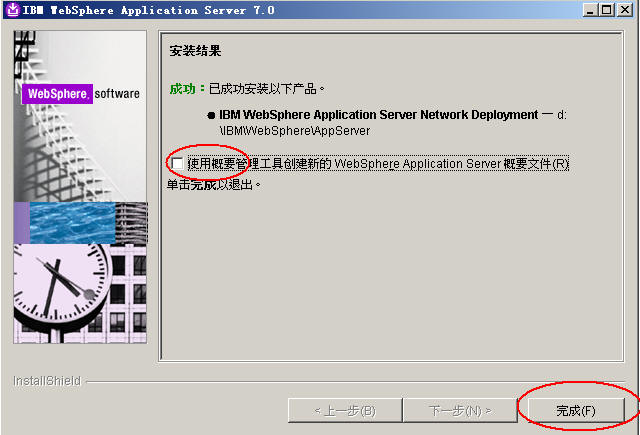 IBM WebSphere Application Server 7.0
WebSphere. software
安装结果
成功：已成功安装以下产品。
● IBM WebSphere Application Server Network Deployment — d:
\IBM\WebSphere\AppServer
使用概要管理工具创建新的 WebSphere Application Server 概要文件(R)
单击完成以退出。
InstallShield
< 上一步(B)
下一步(N) >
完成(F)